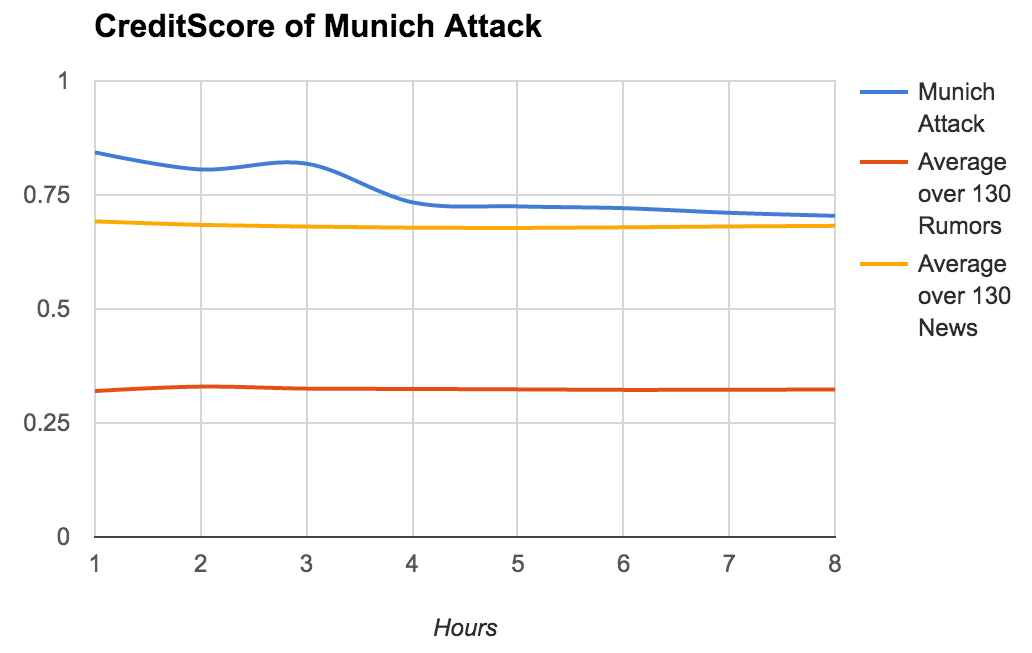 CreditScore of Munich Attack
1
0.75
0.5
0.25
0
1 2 3 4 5 6 7 8
Hours
Munich
Attack
Average
over 130
Rumors
Average
over 130
News